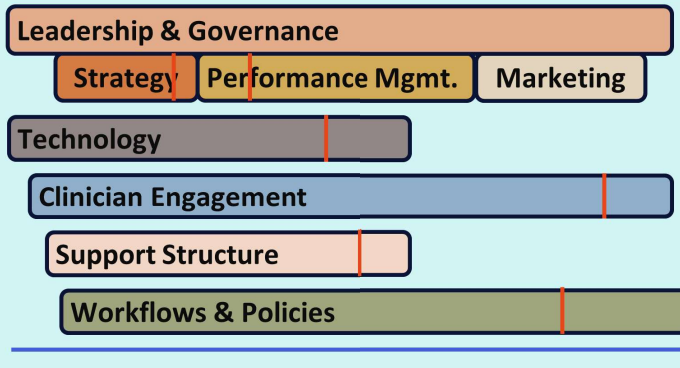 Leadership & Governance
Strategy Performance Mgmt. Marketing
Technology
Clinician Engagement
Support Structure
Workflows & Policies